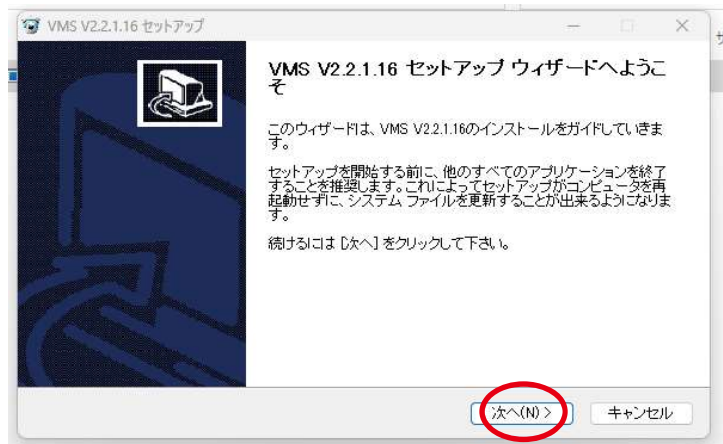 VMS V2.2.1.16 セットアップ
VMS V2.2.1.16 セットアップ ウィザードへようこ
そ
このウィザードは、VMS V2.2.1.16のインストールをガイドしていきま
す。
セットアップを開始する前に、他のすべてのアプリケーションを終了
することを推奨します。これによってセットアップがコンピュータを再
起動せずに、システム ファイルを更新することが出来るようになりま
す。
続けるには [次へ] をクリックして下さい。
次へ(N) >
キャンセル